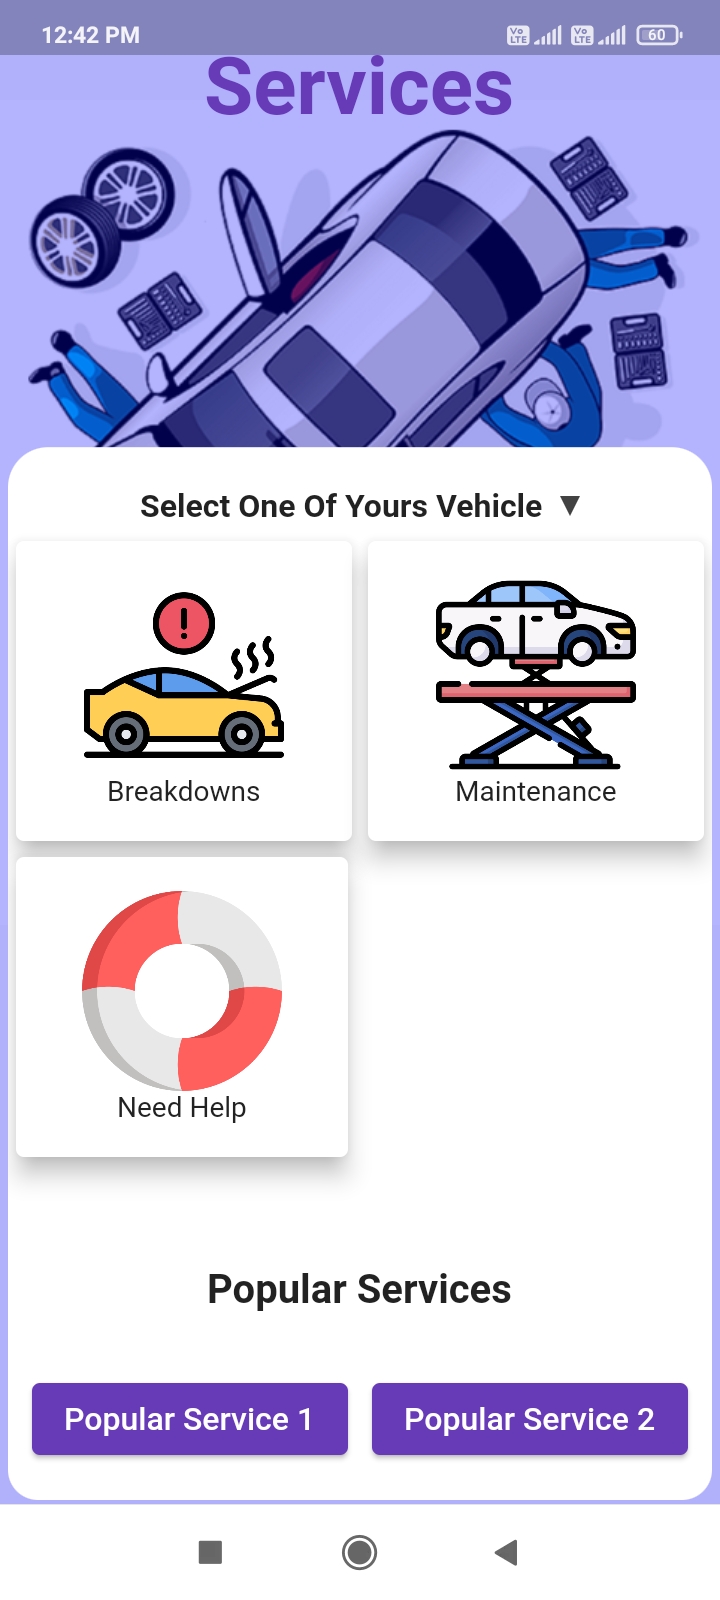 12:42 PM
Vo LTE Vo LTE 60
Services
Select One Of Yours Vehicle ▼
Breakdowns
Maintenance
Need Help
Popular Services
Popular Service 1
Popular Service 2